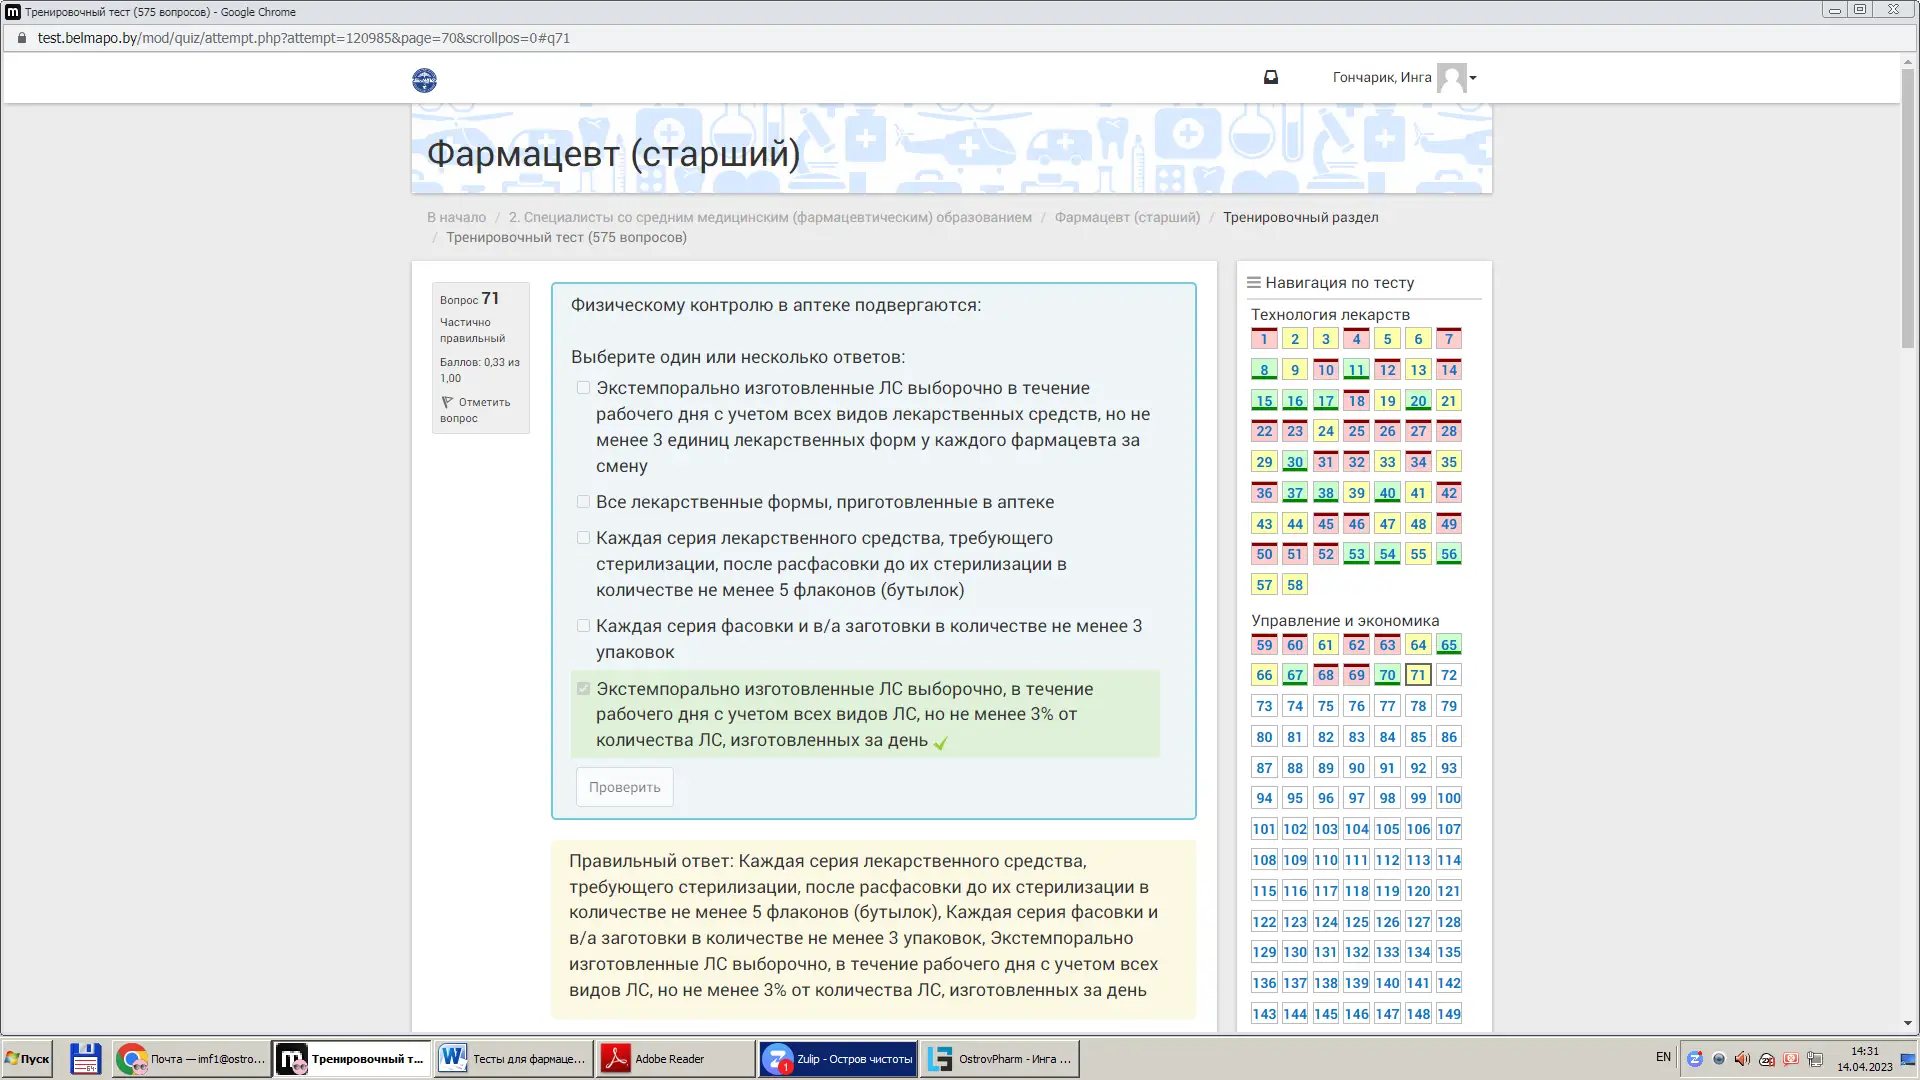 Тренировочный тест (575 вопросов) - Google Chrome
test.belmapo.by/mod/quiz/attempt.php?attempt=120985&page=70&scrollpos=0#q71
Гончарик, Инга
Фармацевт (старший)
В начало / 2. Специалисты со средним медицинским (фармацевтическим) образованием / Фармацевт (старший) / Тренировочный раздел
/ Тренировочный тест (575 вопросов)
Вопрос 71
Частично
правильный
Баллов: 0,33 из
1,00
Отметить
вопрос
Физическому контролю в аптеке подвергаются:
Выберите один или несколько ответов:
Экстемпорально изготовленные ЛС выборочно в течение
рабочего дня с учетом всех видов лекарственных средств, но не
менее 3 единиц лекарственных форм у каждого фармацевта за
смену
Все лекарственные формы, приготовленные в аптеке
Каждая серия лекарственного средства, требующего
стерилизации, после расфасовки до их стерилизации в
количестве не менее 5 флаконов (бутылок)
Каждая серия фасовки и в/а заготовки в количестве не менее 3
упаковок
Экстемпорально изготовленные ЛС выборочно, в течение
рабочего дня с учетом всех видов ЛС, но не менее 3% от
количества ЛС, изготовленных за день
Проверить
Правильный ответ: Каждая серия лекарственного средства,
требующего стерилизации, после расфасовки до их стерилизации в
количестве не менее 5 флаконов (бутылок), Каждая серия фасовки и
в/а заготовки в количестве не менее 3 упаковок, Экстемпорально
изготовленные ЛС выборочно, в течение рабочего дня с учетом всех
видов ЛС, но не менее 3% от количества ЛС, изготовленных за день
Навигация по тесту
Технология лекарств
1 2 3 4 5 6 7
8 9 10 11 12 13 14
15 16 17 18 19 20 21
22 23 24 25 26 27 28
29 30 31 32 33 34 35
36 37 38 39 40 41 42
43 44 45 46 47 48 49
50 51 52 53 54 55 56
57 58
Управление и экономика
59 60 61 62 63 64 65
66 67 68 69 70 71 72
73 74 75 76 77 78 79
80 81 82 83 84 85 86
87 88 89 90 91 92 93
94 95 96 97 98 99 100
101 102 103 104 105 106 107
108 109 110 111 112 113 114
115 116 117 118 119 120 121
122 123 124 125 126 127 128
129 130 131 132 133 134 135
136 137 138 139 140 141 142
143 144 145 146 147 148 149
Пуск
Почта — imf1@ostro...
Тренировочный т...
Тесты для фармаце...
Adobe Reader
Zulip - Остров чистоты
OstrovPharm - Инга ...
EN
14:31
14.04.2023